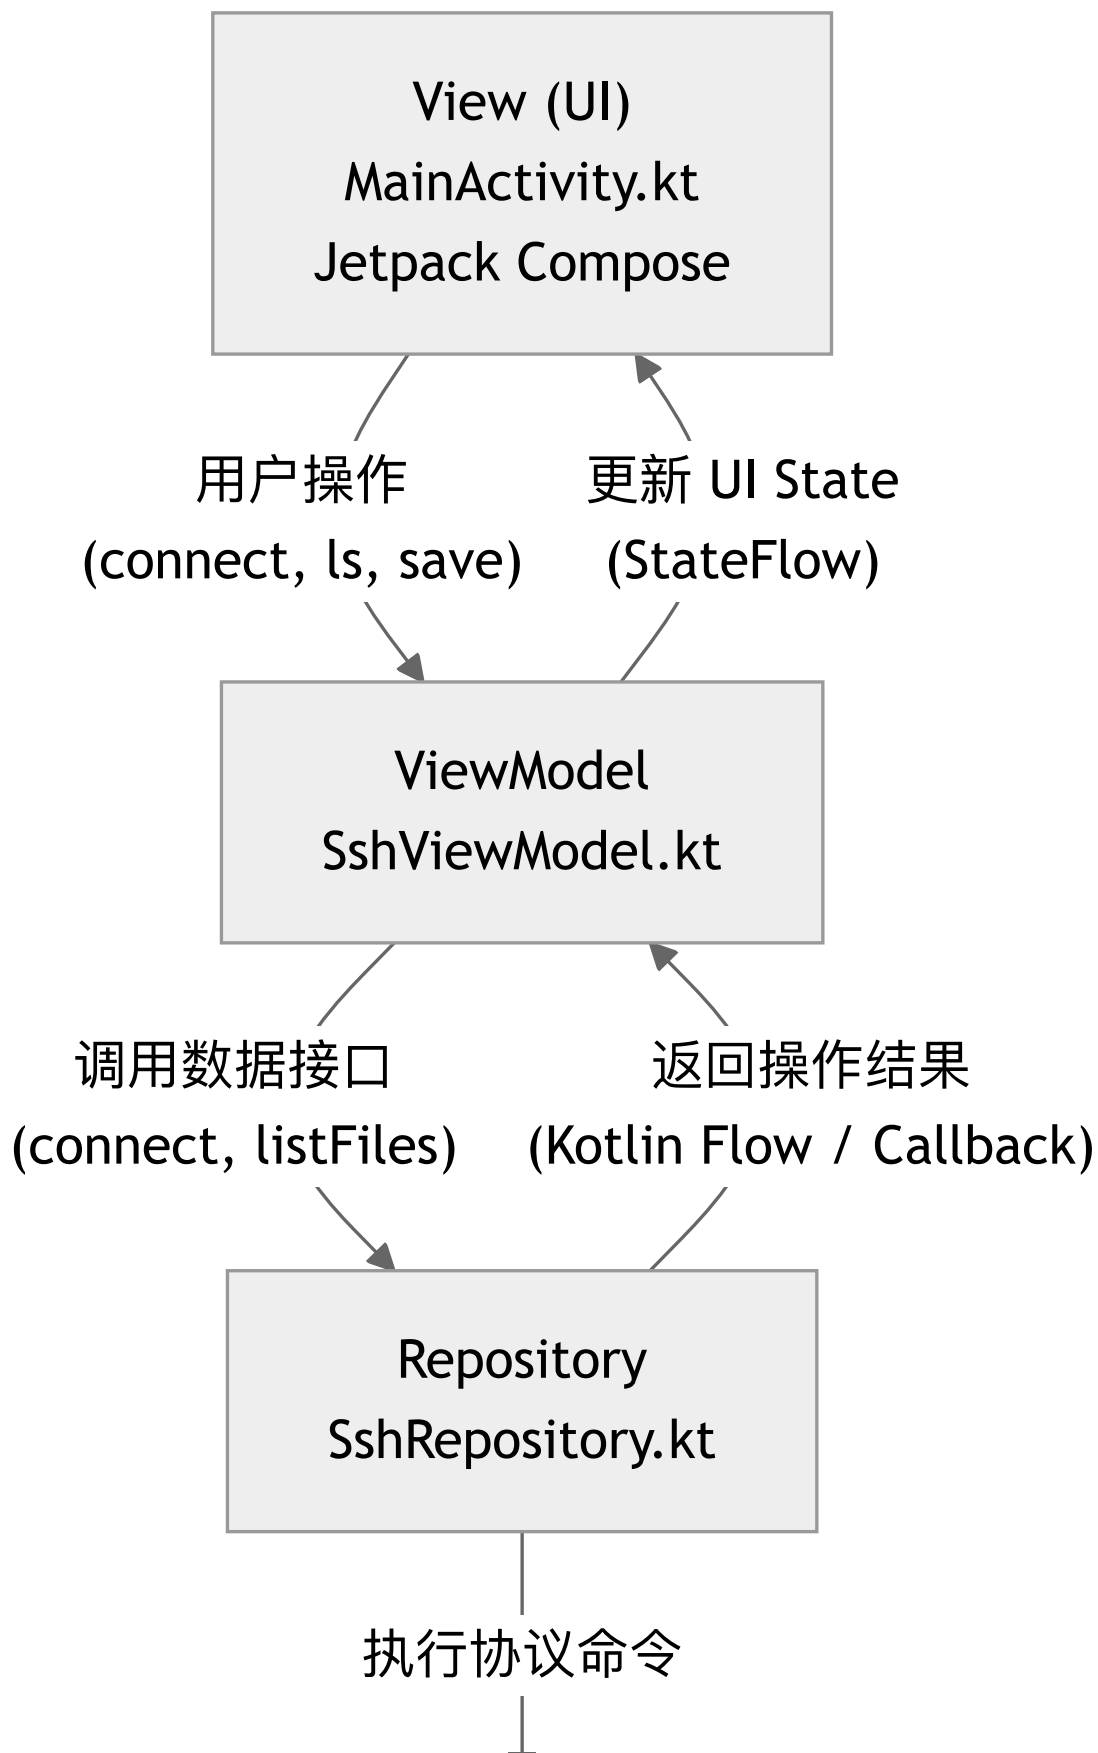 View (UI)
MainActivity.kt
Jetpack Compose
用户操作
(connect, ls, save)
更新 UI State
(StateFlow)
ViewModel
SshViewModel.kt
调用数据接口
(connect, listFiles)
返回操作结果
(Kotlin Flow / Callback)
Repository
SshRepository.kt
执行协议命令